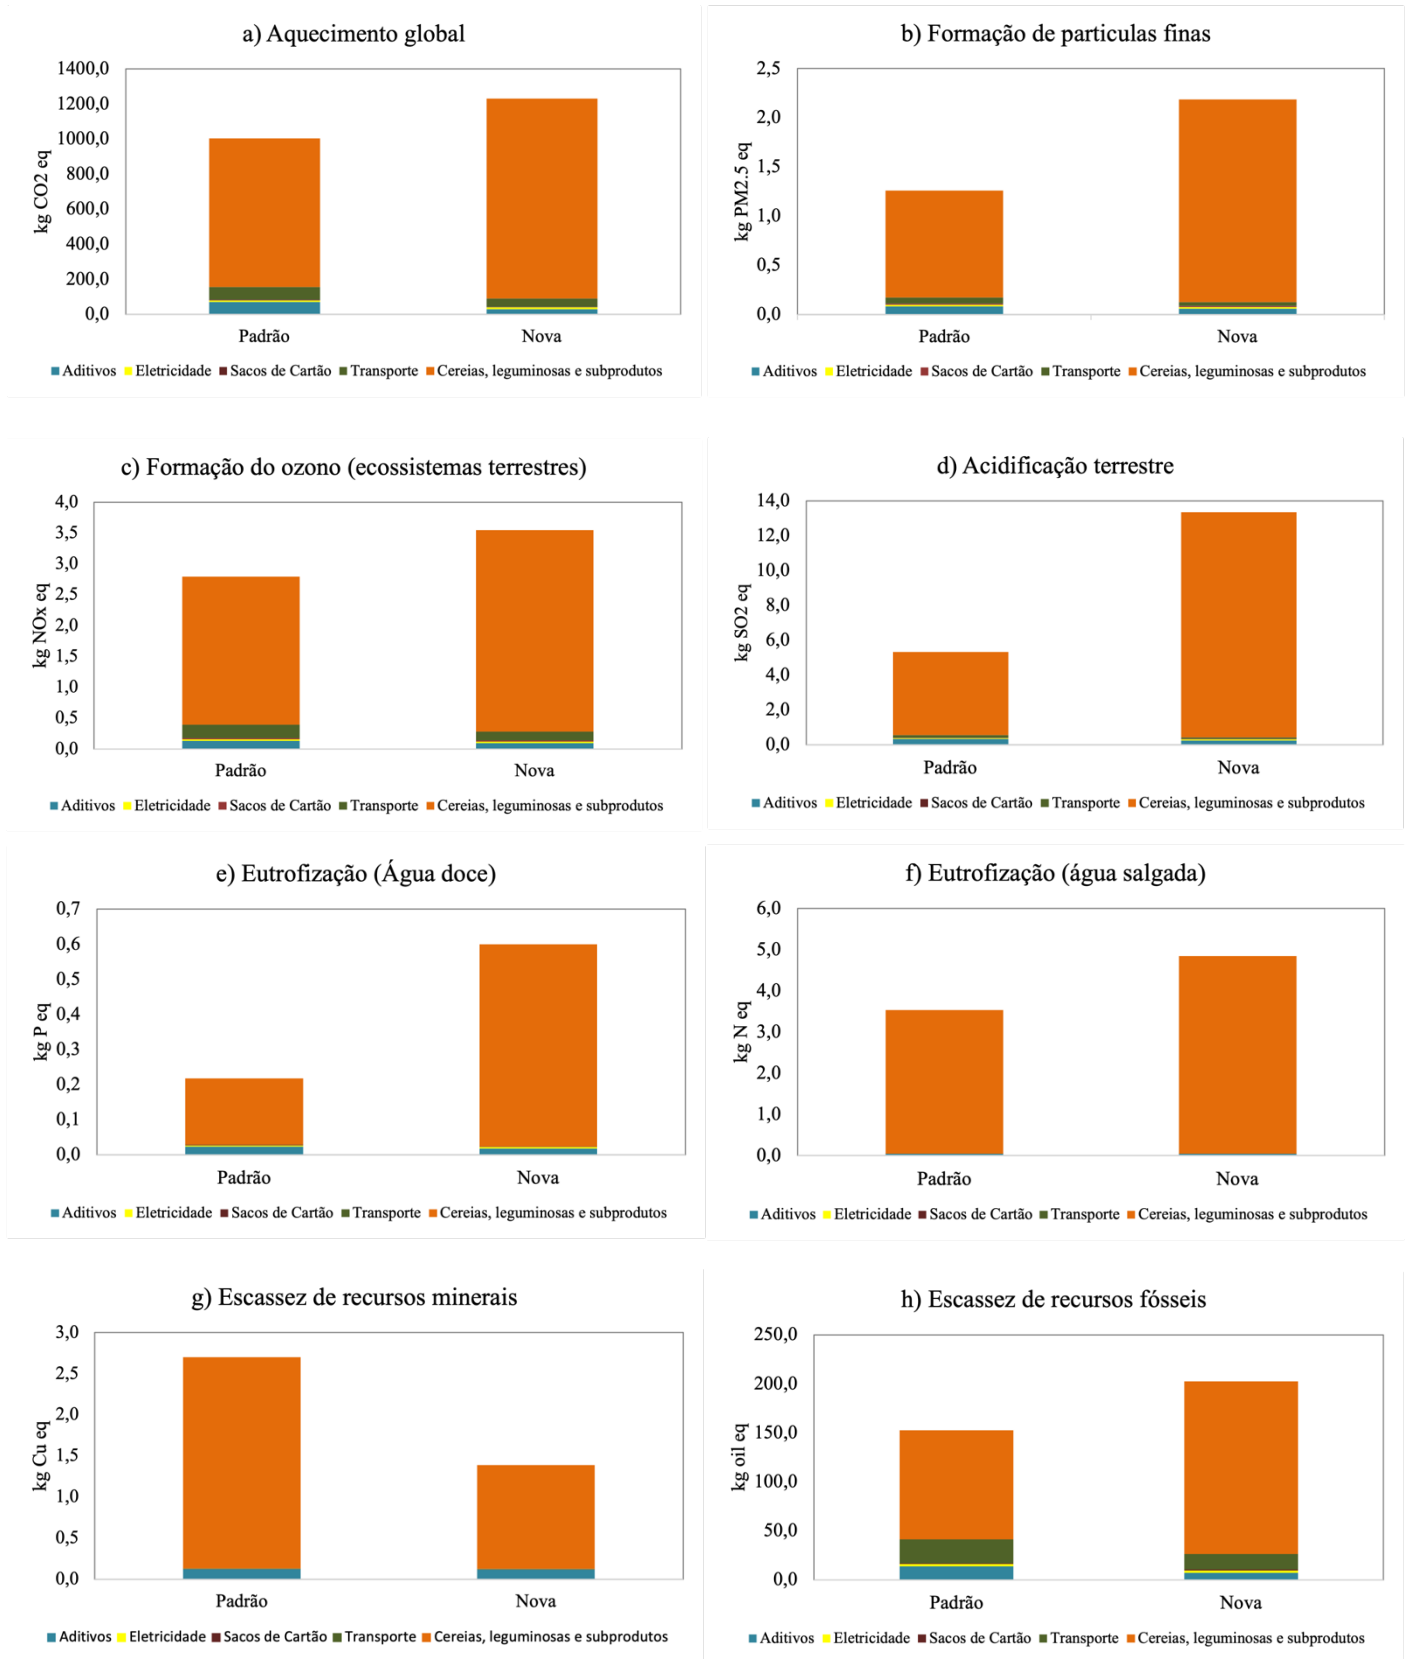 a) Aquecimento global
1400,0
1200,0
1000,0
800,0
600,0
400,0
200,0
0,0
kg CO2 eq
Padrão Nova
Aditivos Eletricidade Sacos de Cartão Transporte Cereias, leguminosas e subprodutos
b) Formação de particulas finas
2,5
2,0
1,5
1,0
0,5
0,0
kg PM2.5 eq
Padrão Nova
Aditivos Eletricidade Sacos de Cartão Transporte Cereias, leguminosas e subprodutos
c) Formação do ozono (ecossistemas terrestres)
4,0
3,5
3,0
2,5
2,0
1,5
1,0
0,5
0,0
kg NOx eq
Padrão Nova
Aditivos Eletricidade Sacos de Cartão Transporte Cereias, leguminosas e subprodutos
d) Acidificação terrestre
14,0
12,0
10,0
8,0
6,0
4,0
2,0
0,0
kg SO2 eq
Padrão Nova
Aditivos Eletricidade Sacos de Cartão Transporte Cereias, leguminosas e subprodutos
e) Eutrofização (Água doce)
0,7
0,6
0,5
0,4
0,3
0,2
0,1
0,0
kg P eq
Padrão Nova
Aditivos Eletricidade Sacos de Cartão Transporte Cereias, leguminosas e subprodutos
f) Eutrofização (água salgada)
6,0
5,0
4,0
3,0
2,0
1,0
0,0
kg N eq
Padrão Nova
Aditivos Eletricidade Sacos de Cartão Transporte Cereias, leguminosas e subprodutos
g) Escassez de recursos minerais
3,0
2,5
2,0
1,5
1,0
0,5
0,0
kg Cu eq
Padrão Nova
Aditivos Eletricidade Sacos de Cartão Transporte Cereias, leguminosas e subprodutos
h) Escassez de recursos fósseis
250,0
200,0
150,0
100,0
50,0
0,0
kg oil eq
Padrão Nova
Aditivos Eletricidade Sacos de Cartão Transporte Cereias, leguminosas e subprodutos